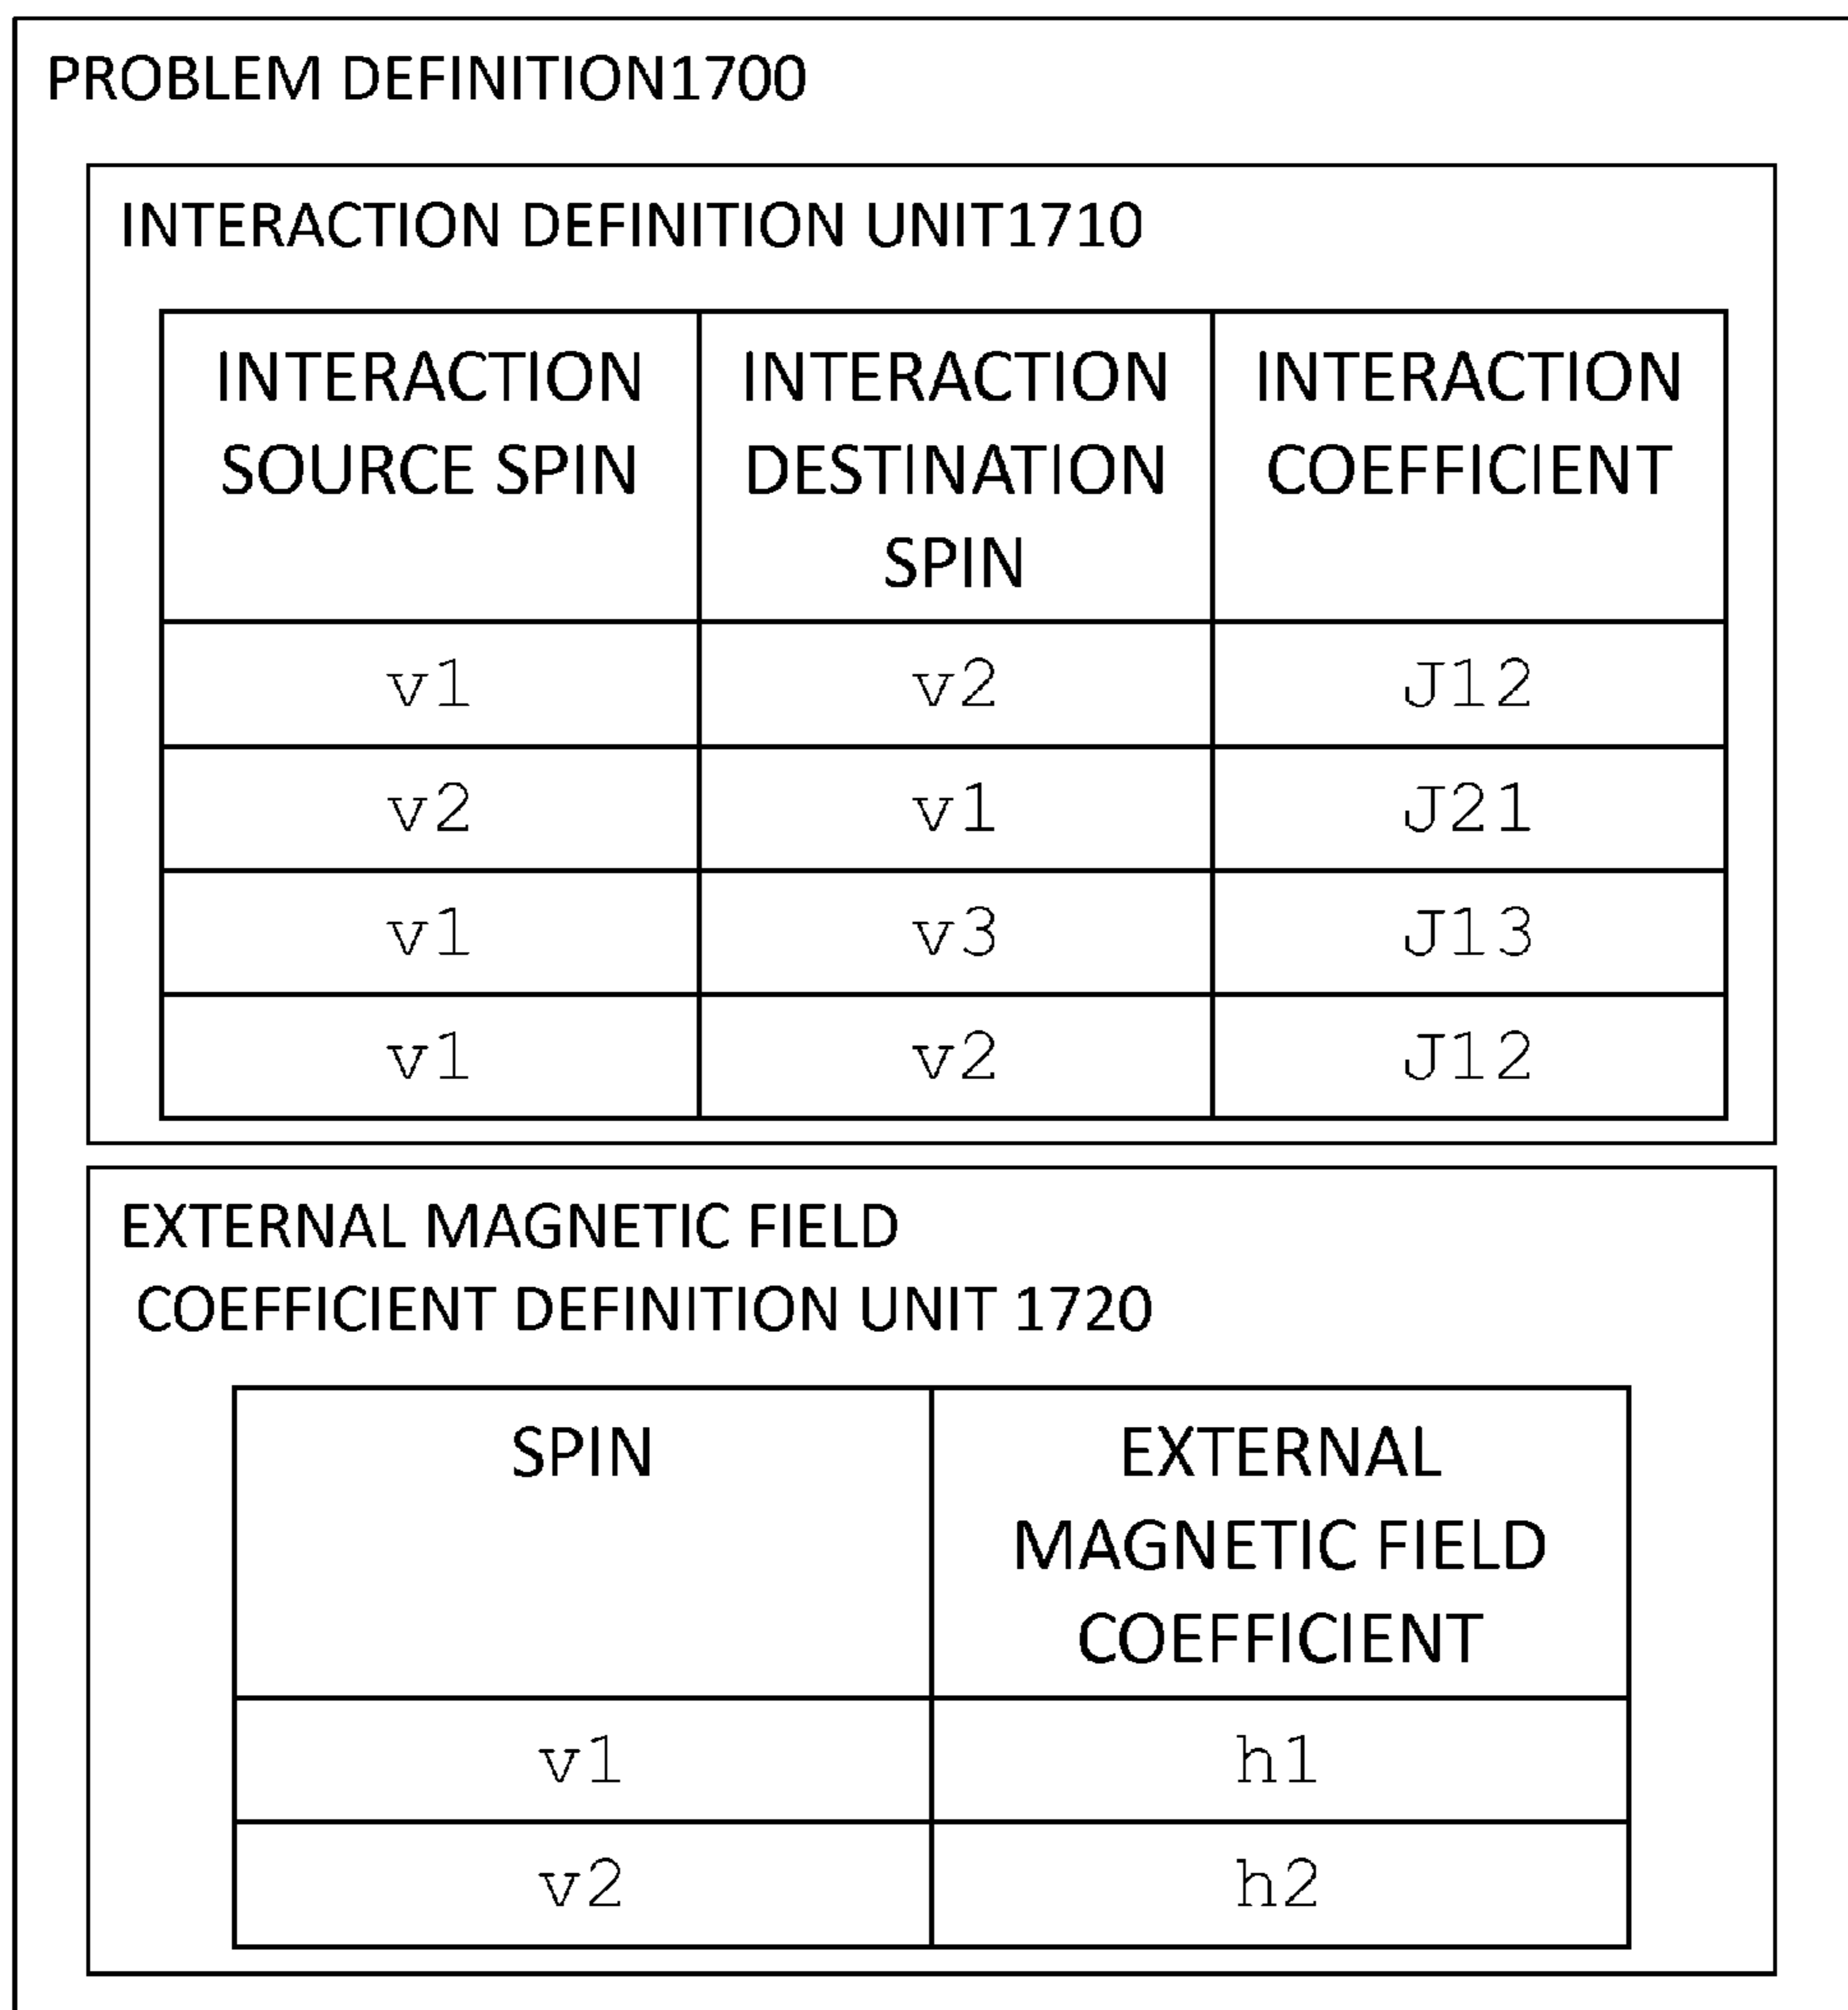 PROBLEM DEFINITION1700
INTERACTION DEFINITION UNIT1710
INTERACTION SOURCE SPIN INTERACTION DESTINATION SPIN INTERACTION COEFFICIENT
v1 v2 J12
v2 v1 J21
v1 v3 J13
v1 v2 J12
EXTERNAL MAGNETIC FIELD
COEFFICIENT DEFINITION UNIT 1720
SPIN EXTERNAL MAGNETIC FIELD COEFFICIENT
v1 h1
v2 h2